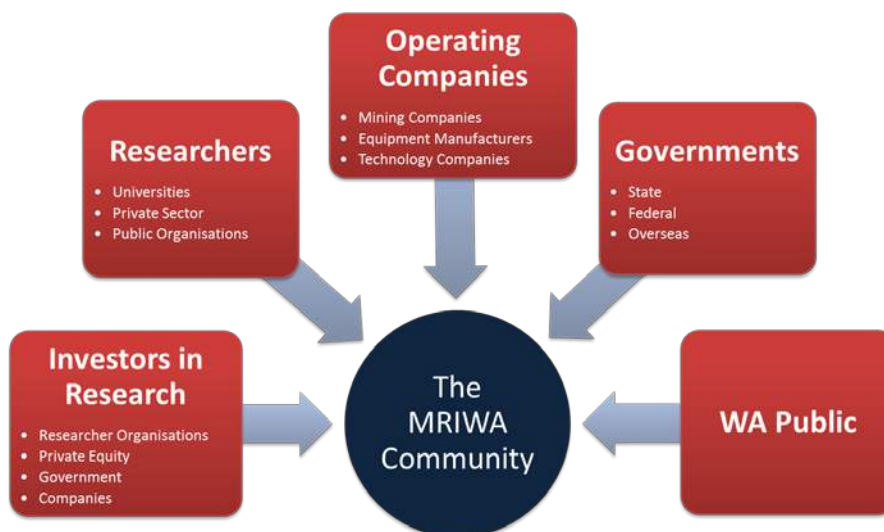 Operating
Companies
• Mining Companies
• Equipment Manufacturers
• Technology Companies
Researchers
• Universities
• Private Sector
• Public Organisations
Governments
• State
• Federal
• Overseas
Investors in
Research
• Researcher Organisations
• Private Equity
• Government
• Companies
The
MRIWA
Community
WA Public